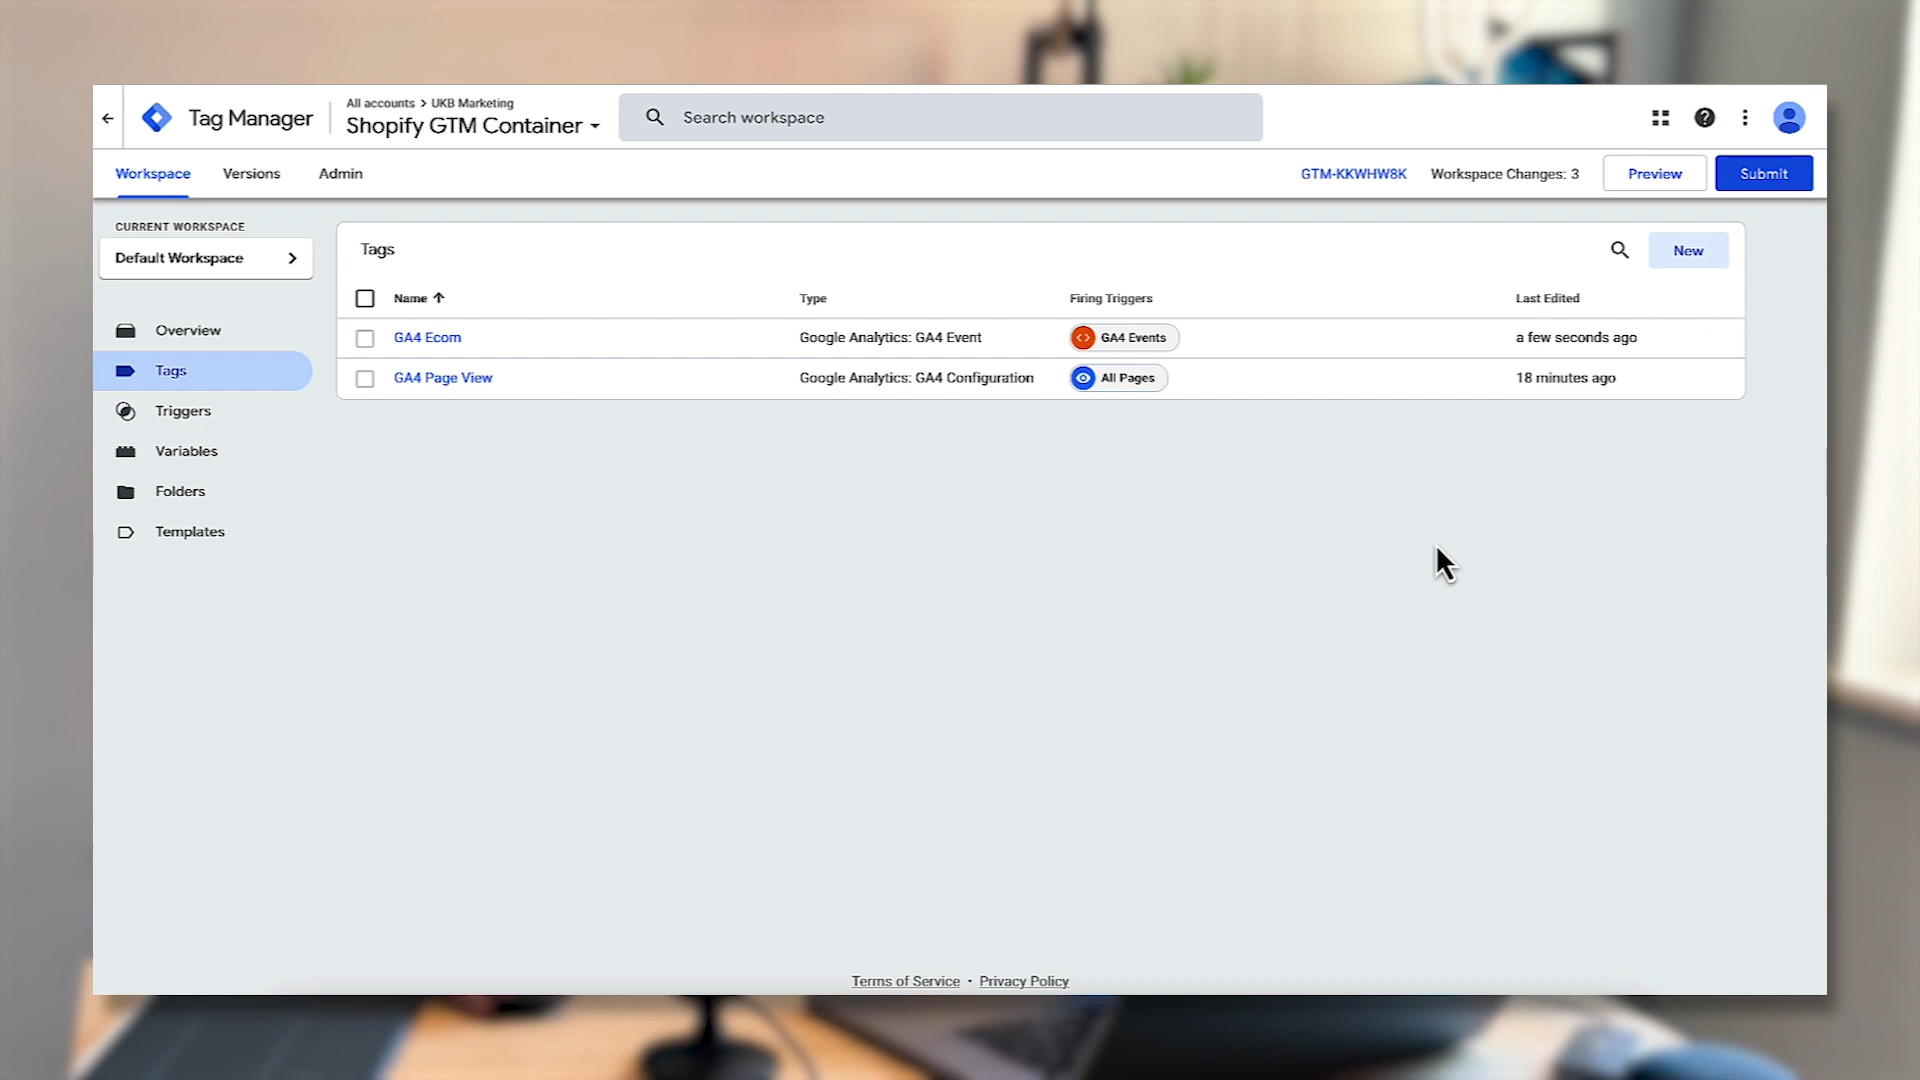 Tag Manager
All accounts > UKB Marketing
Shopify GTM Container
Search workspace
Workspace
Versions
Admin
GTM-KKWHW8K
Workspace Changes: 3
Preview
Submit
CURRENT WORKSPACE
Default Workspace
Overview
Tags
Triggers
Variables
Folders
Templates
Tags
New
Name
Type
Firing Triggers
Last Edited
GA4 Ecom
Google Analytics: GA4 Event
GA4 Events
a few seconds ago
GA4 Page View
Google Analytics: GA4 Configuration
All Pages
18 minutes ago
Terms of Service · Privacy Policy